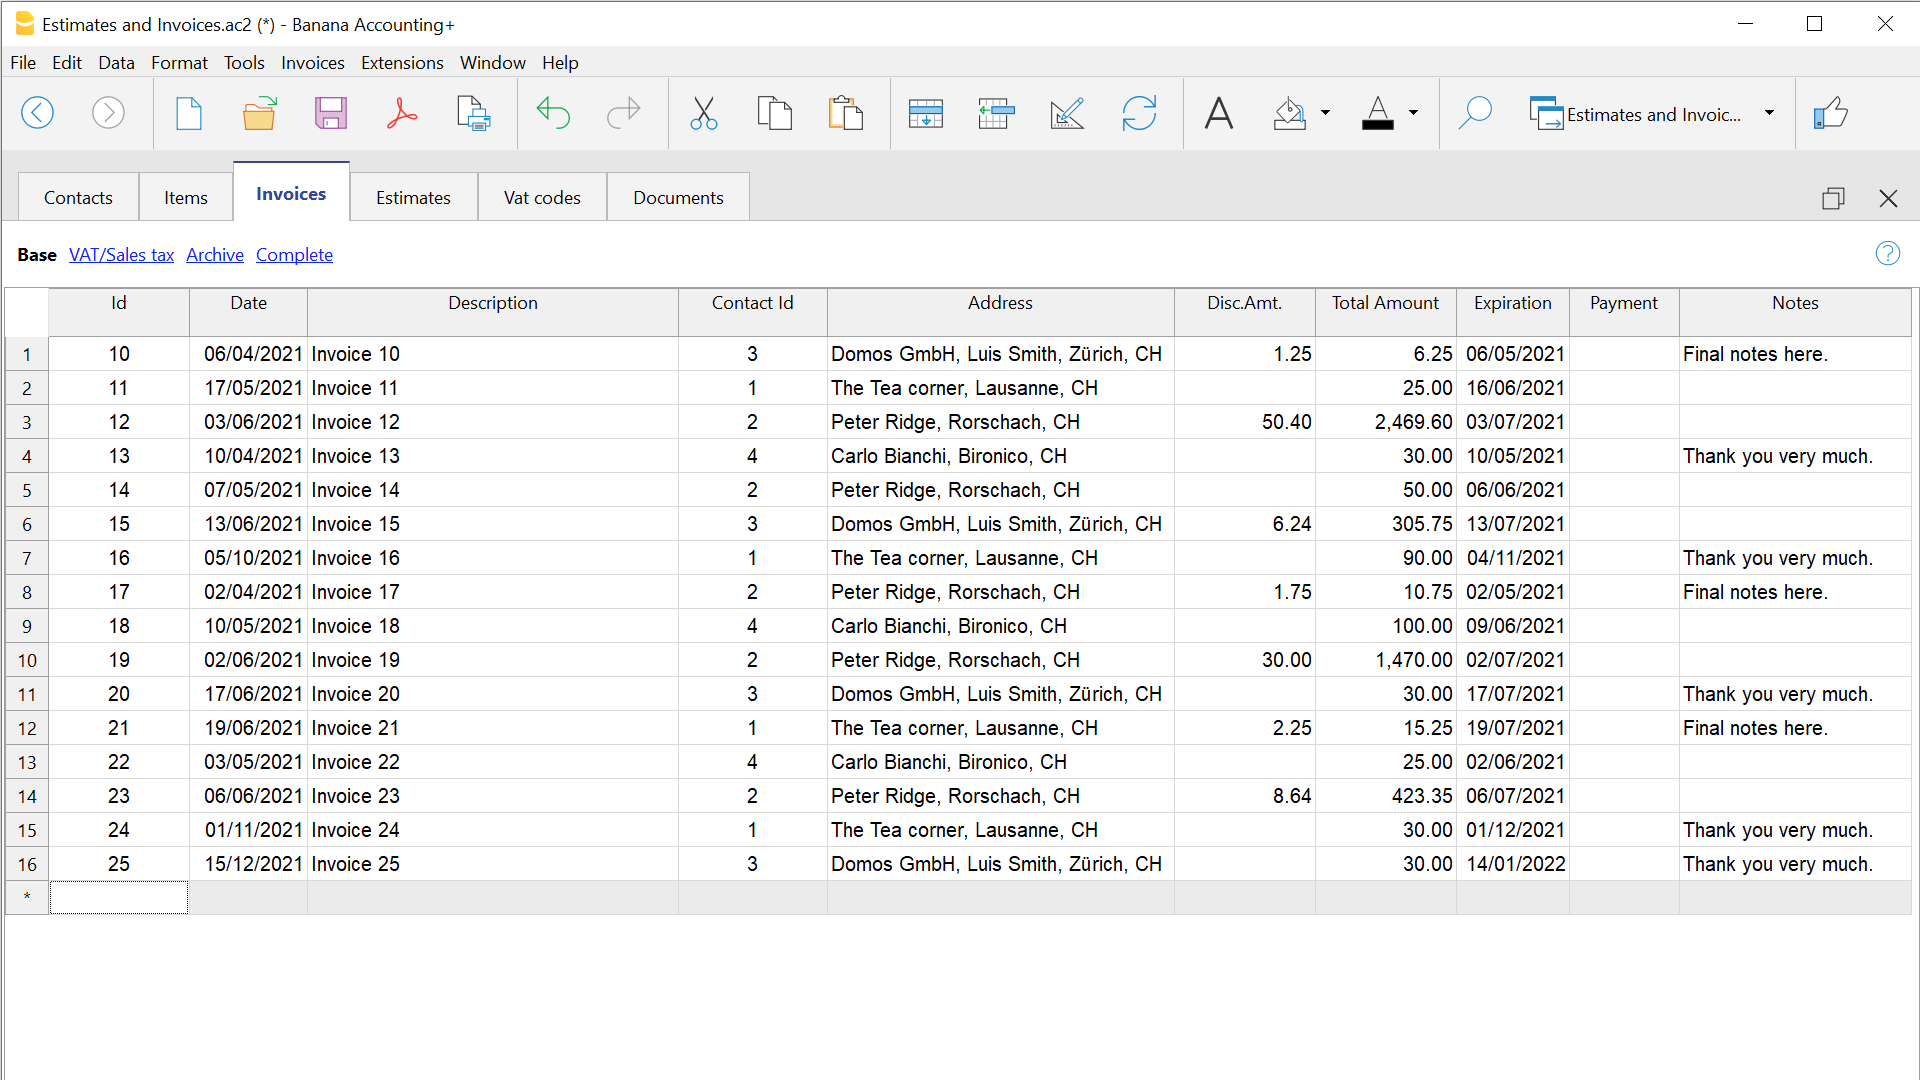 Estimates and Invoices.ac2 (*) - Banana Accounting+
File Edit Data Format Tools Invoices Extensions Window Help
Estimates and Invoic...
Contacts Items Invoices Estimates Vat codes Documents
Base VAT/Sales tax Archive Complete
Id Date Description Contact Id Address Disc.Amt. Total Amount Expiration Payment Notes
1 10 06/04/2021 Invoice 10 3 Domos GmbH, Luis Smith, Zürich, CH 1.25 6.25 06/05/2021 Final notes here.
2 11 17/05/2021 Invoice 11 1 The Tea corner, Lausanne, CH 25.00 16/06/2021
3 12 03/06/2021 Invoice 12 2 Peter Ridge, Rorschach, CH 50.40 2,469.60 03/07/2021
4 13 10/04/2021 Invoice 13 4 Carlo Bianchi, Bironico, CH 30.00 10/05/2021 Thank you very much.
5 14 07/05/2021 Invoice 14 2 Peter Ridge, Rorschach, CH 50.00 06/06/2021
6 15 13/06/2021 Invoice 15 3 Domos GmbH, Luis Smith, Zürich, CH 6.24 305.75 13/07/2021
7 16 05/10/2021 Invoice 16 1 The Tea corner, Lausanne, CH 90.00 04/11/2021 Thank you very much.
8 17 02/04/2021 Invoice 17 2 Peter Ridge, Rorschach, CH 1.75 10.75 02/05/2021 Final notes here.
9 18 10/05/2021 Invoice 18 4 Carlo Bianchi, Bironico, CH 100.00 09/06/2021
10 19 02/06/2021 Invoice 19 2 Peter Ridge, Rorschach, CH 30.00 1,470.00 02/07/2021
11 20 17/06/2021 Invoice 20 3 Domos GmbH, Luis Smith, Zürich, CH 30.00 17/07/2021 Thank you very much.
12 21 19/06/2021 Invoice 21 1 The Tea corner, Lausanne, CH 2.25 15.25 19/07/2021 Final notes here.
13 22 03/05/2021 Invoice 22 4 Carlo Bianchi, Bironico, CH 25.00 02/06/2021
14 23 06/06/2021 Invoice 23 2 Peter Ridge, Rorschach, CH 8.64 423.35 06/07/2021
15 24 01/11/2021 Invoice 24 1 The Tea corner, Lausanne, CH 30.00 01/12/2021 Thank you very much.
16 25 15/12/2021 Invoice 25 3 Domos GmbH, Luis Smith, Zürich, CH 30.00 14/01/2022 Thank you very much.
*